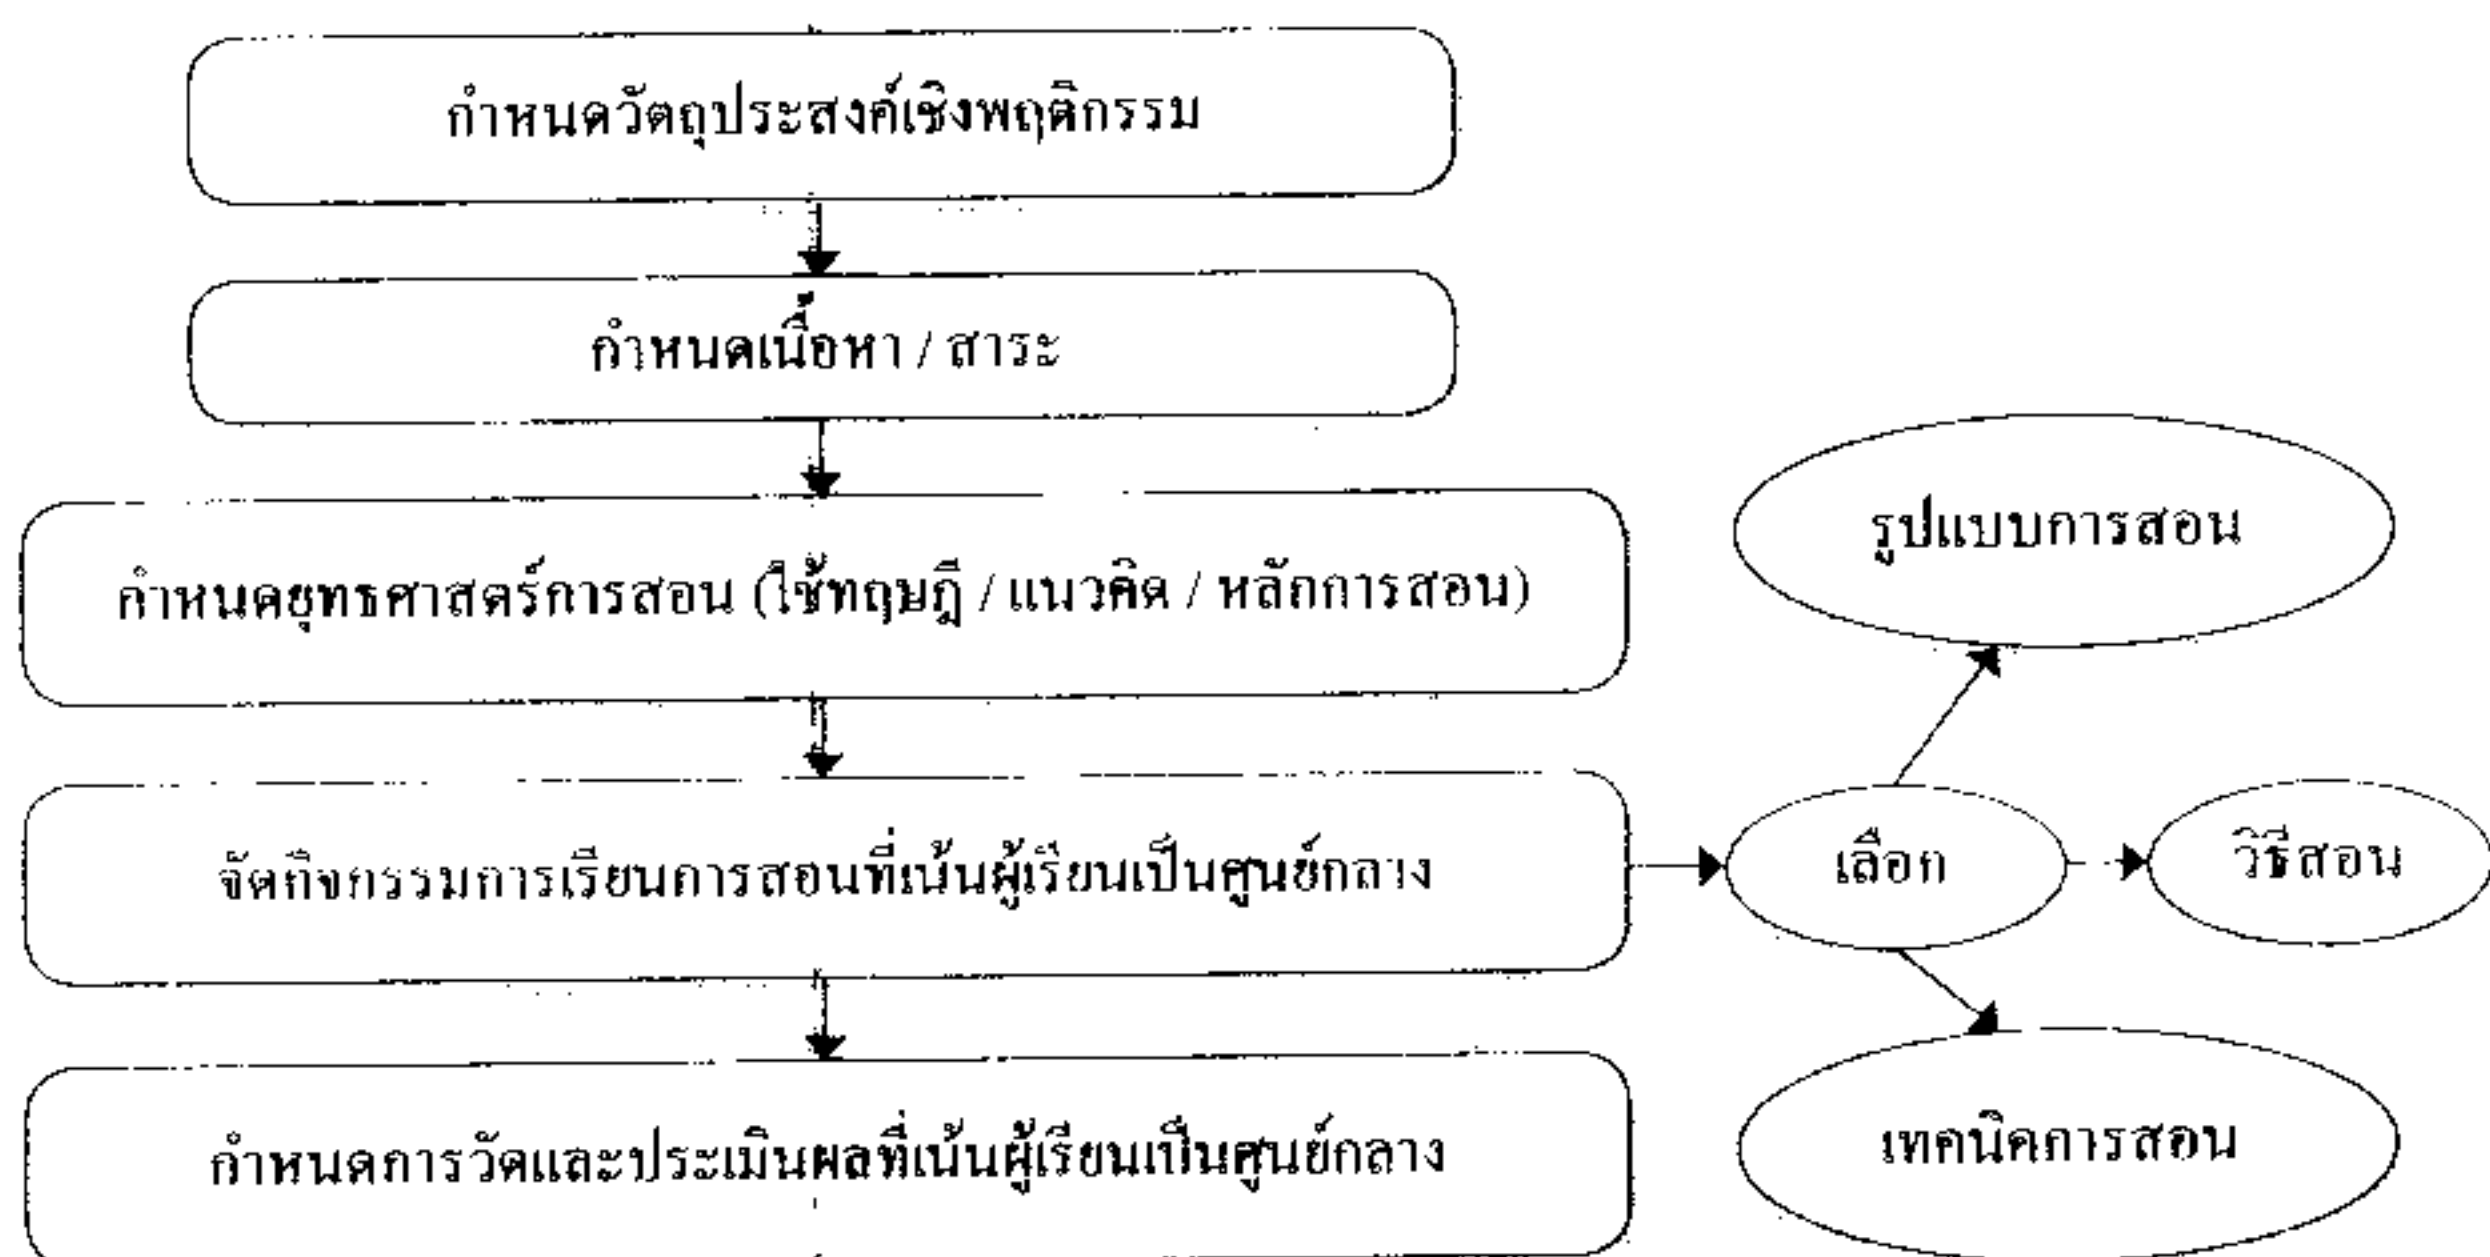 กำหนดวัตถุประสงค์เชิงพฤติกรรม
กำหนดเนื้อหา / สาระ
กำหนดยุทธศาสตร์การสอน (ใช้ทฤษฎี / แนวคิด / หลักการสอน)
รูปแบบการสอน
จัดกิจกรรมการเรียนการสอนที่เน้นผู้เรียนเป็นศูนย์กลาง
เลือก
วิธีสอน
กำหนดการวัดและประเมินผลที่เน้นผู้เรียนเป็นศูนย์กลาง
เทคนิคการสอน